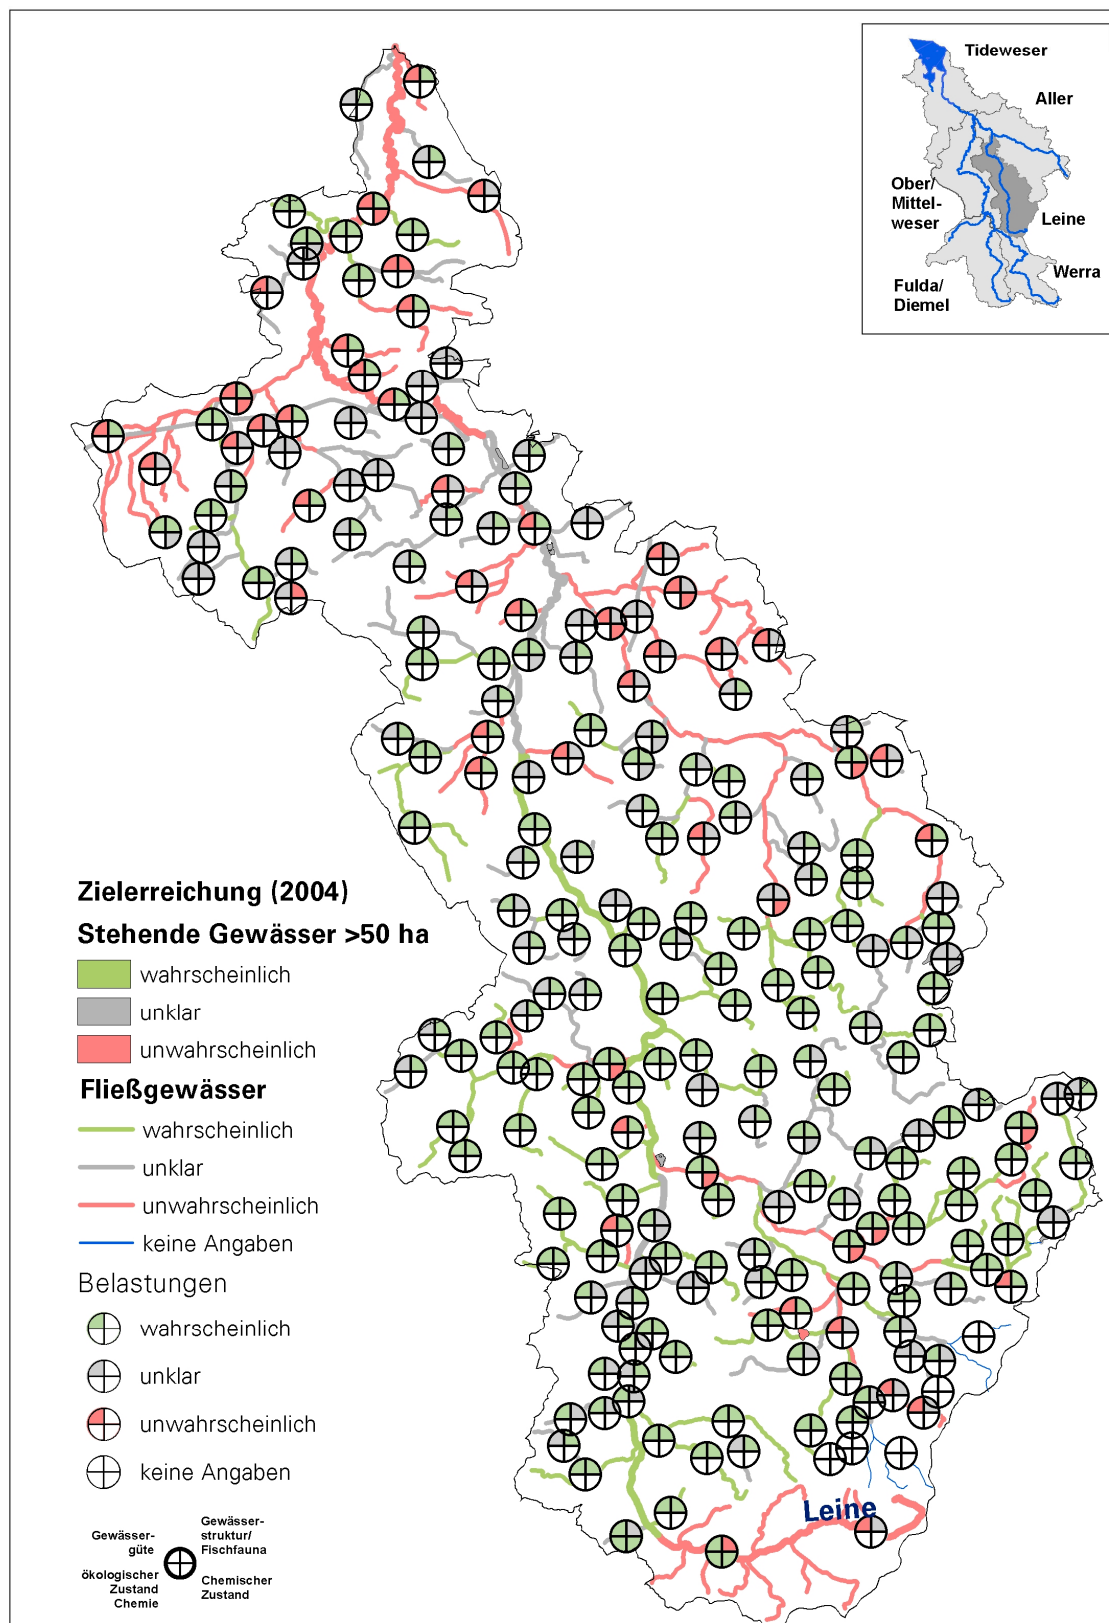 Tideweser
Aller
Ober/
Mittel-
weser
Leine
Werra
Fulda/
Diemel
Zielerreichung (2004)
Stehende Gewässer >50 ha
wahrscheinlich
unklar
unwahrscheinlich
Fließgewässer
wahrscheinlich
unklar
unwahrscheinlich
keine Angaben
Belastungen
wahrscheinlich
unklar
unwahrscheinlich
keine Angaben
Gewässer-
güte
Gewässer-
struktur/
Fischfauna
ökologischer
Zustand
Chemie
Chemischer
Zustand
Leine